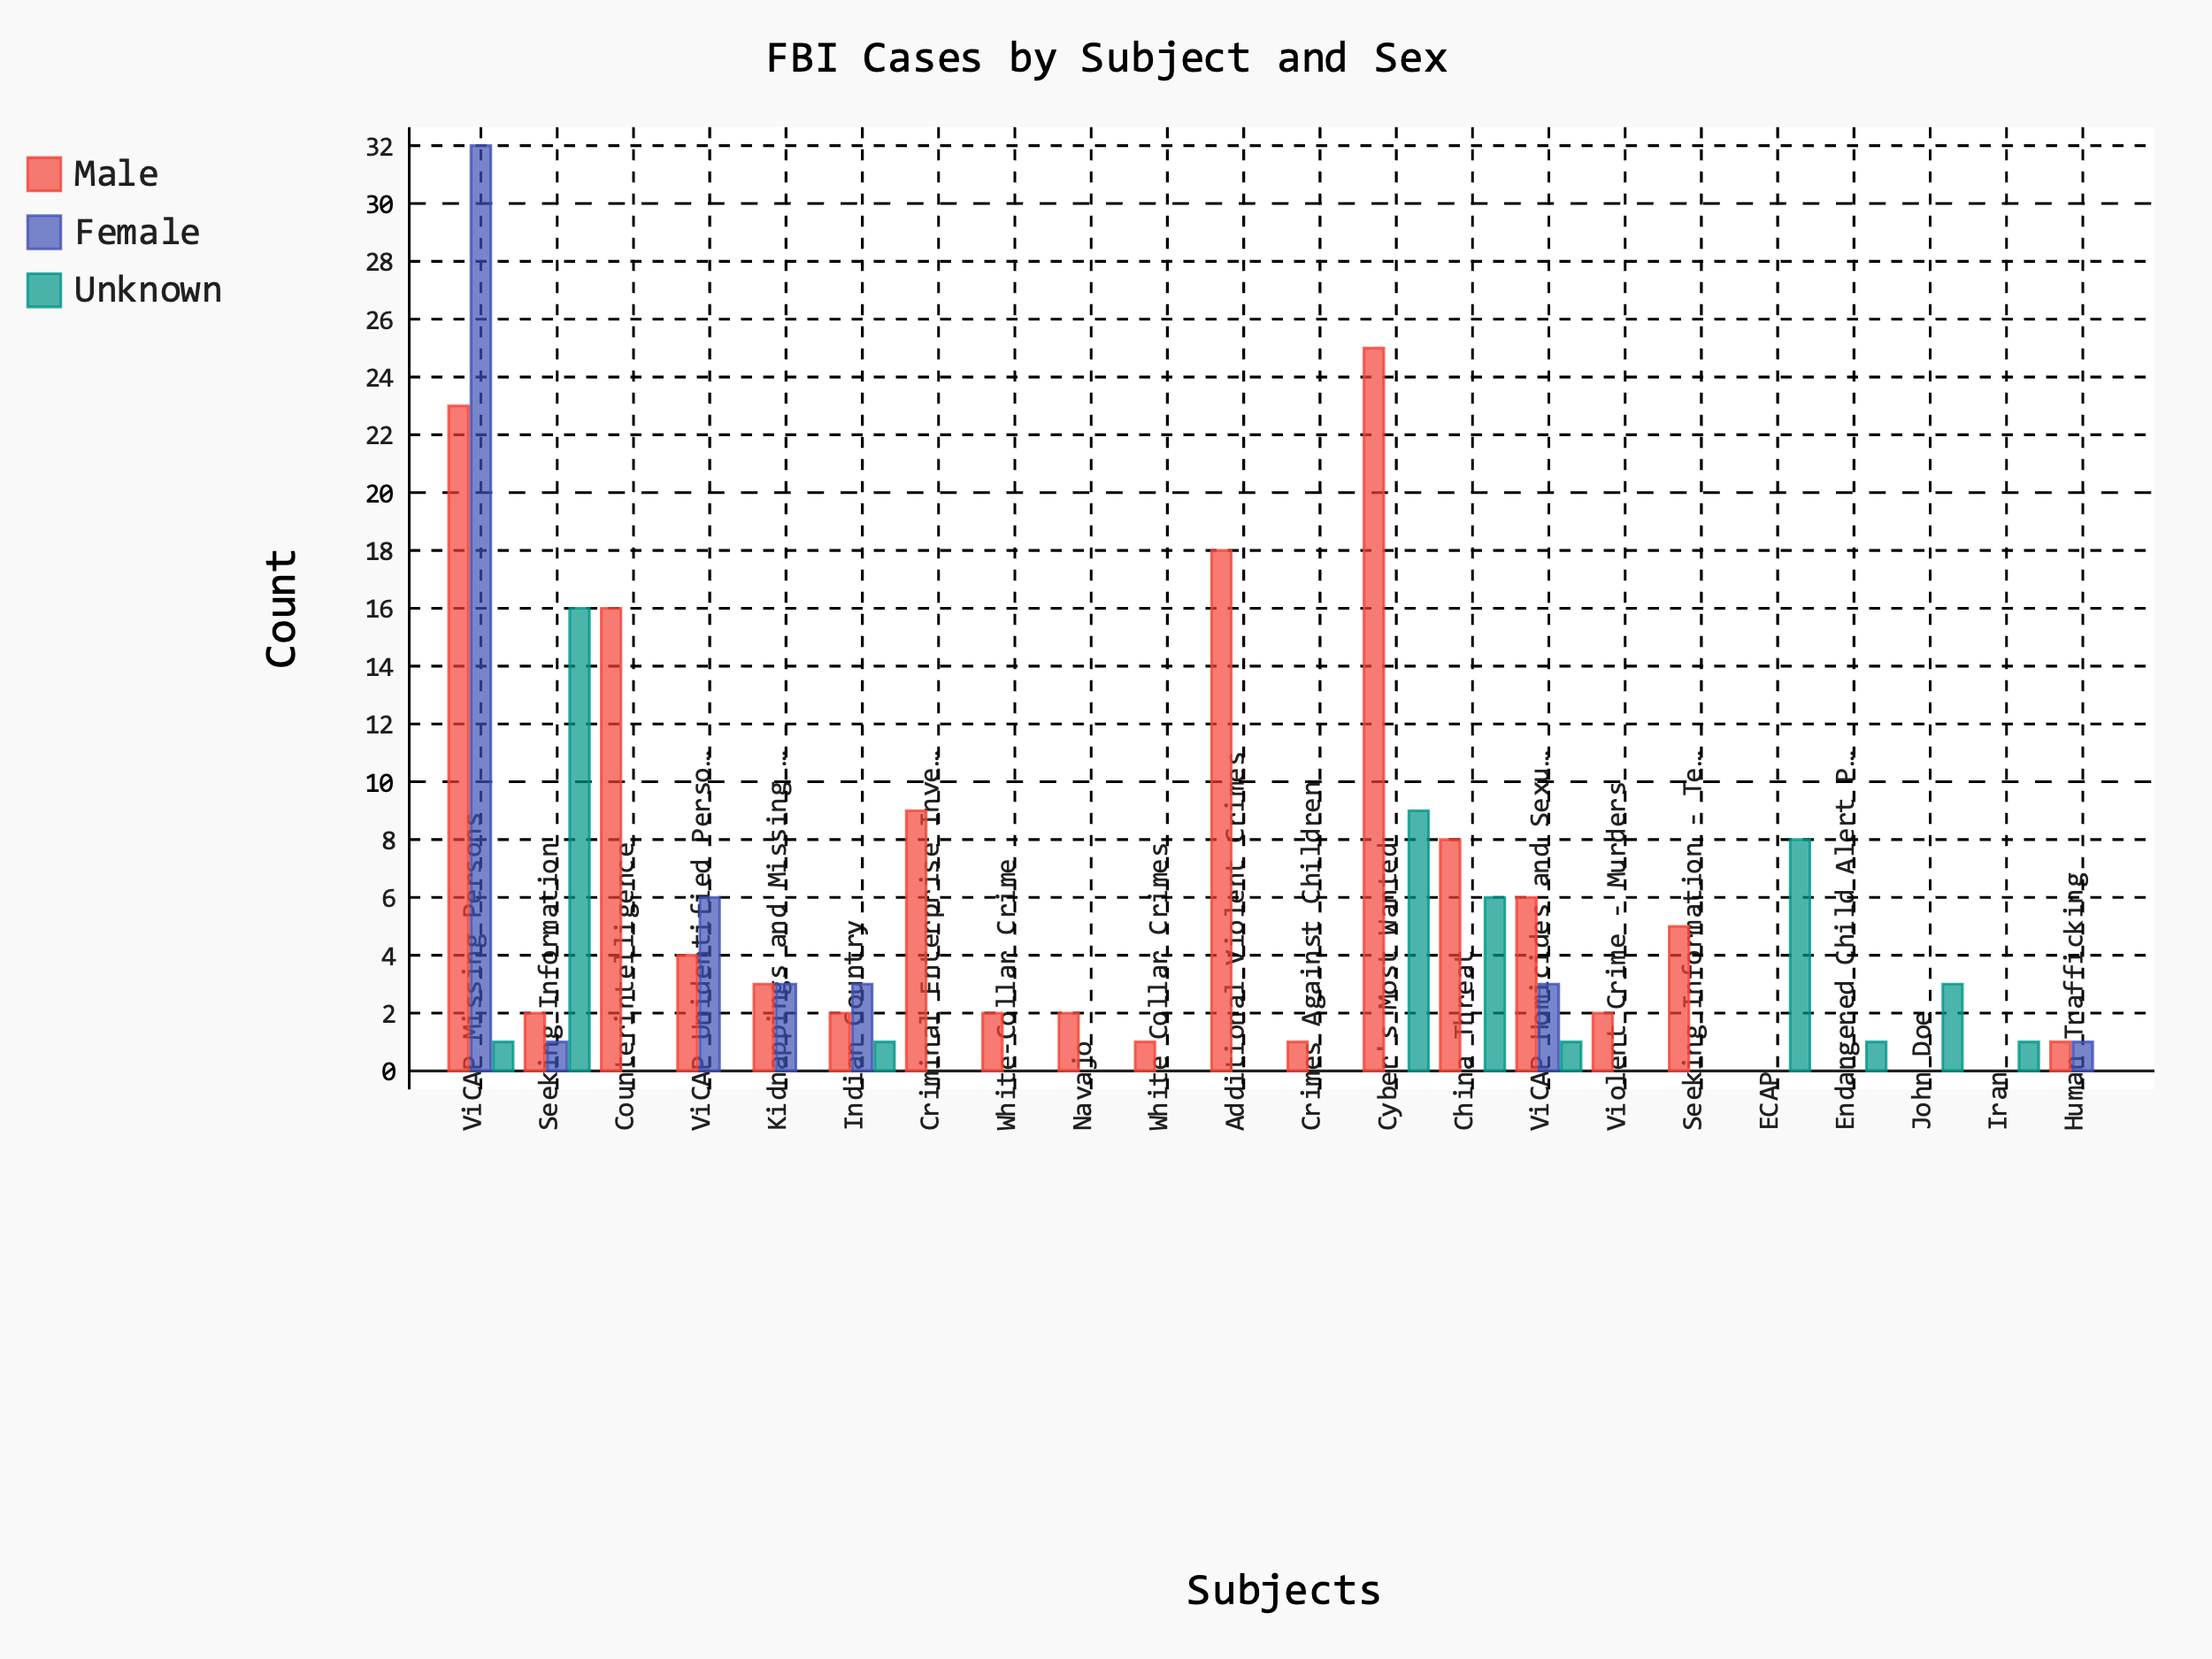 FBI Cases by Subject and Sex
Male
Female
Unknown
Count
32
30
28
26
24
22
20
18
16
14
12
10
8
6
4
2
0
ViCAP Missing Persons
Seeking Information
Counterintelligence
ViCAP Unidentified Perso…
Kidnappings and Missing …
Indian Country
Criminal Enterprise Inve…
White-Collar Crime
Navajo
White Collar Crimes
Additional Violent Crimes
Crimes Against Children
Cyber's Most Wanted
China Threat
ViCAP Homicides and Sexu…
Violent Crime - Murders
Seeking Information - Te…
ECAP
Endangered Child Alert P…
John Doe
Iran
Human Trafficking
Subjects